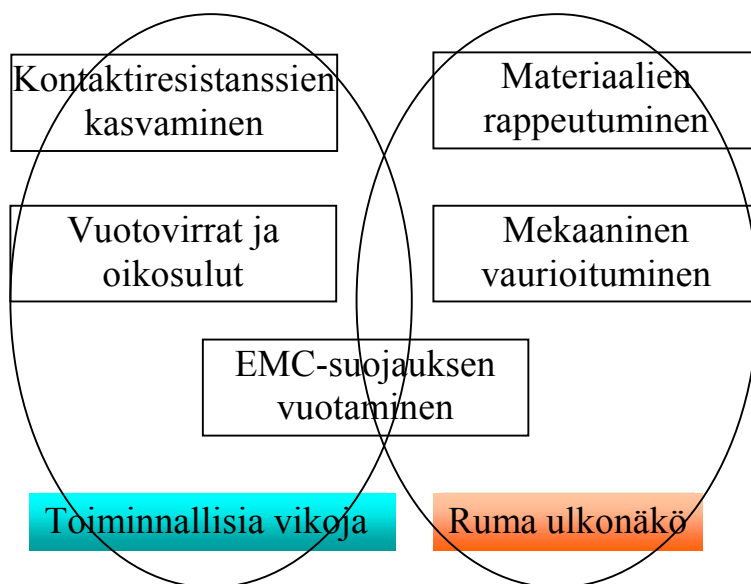 Kontaktiresistanssien
kasvaminen
Materiaalien
rappeutuminen
Vuotovirrat ja
oikosulut
Mekaaninen
vaurioituminen
EMC-suojauksen
vuotaminen
Toiminnallisia vikoja
Ruma ulkonäkö